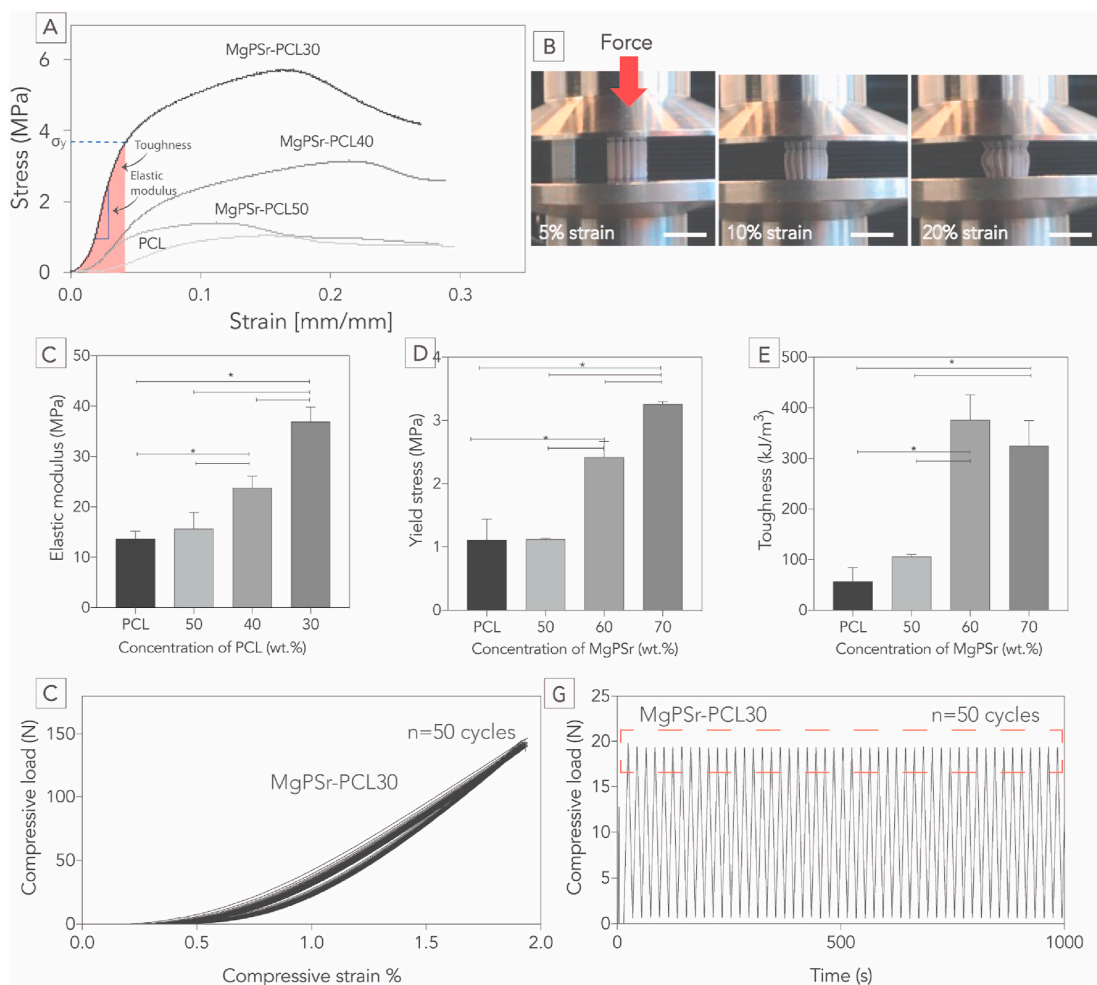 A
MgPSr-PCL30
MgPSr-PCL40
MgPSr-PCL50
PCL
Toughness
Elastic
modulus
σy
Stress (MPa)
6
4
2
0
0.0
0.1
0.2
0.3
Strain [mm/mm]
B
Force
5% strain
10% strain
20% strain
C
Elastic modulus (MPa)
50
40
30
20
10
0
*
*
PCL
50
40
30
Concentration of PCL (wt.%)
D
Yield stress (MPa)
4
3
2
1
0
*
*
PCL
50
60
70
Concentration of MgPSr (wt.%)
E
Toughness (kJ/m³)
500
400
300
200
100
0
*
*
PCL
50
60
70
Concentration of MgPSr (wt.%)
C
Compressive load (N)
150
100
50
0
n=50 cycles
MgPSr-PCL30
0.0
0.5
1.0
1.5
2.0
Compressive strain %
G
Compressive load (N)
25
20
15
10
5
0
MgPSr-PCL30
n=50 cycles
0
500
1000
Time (s)